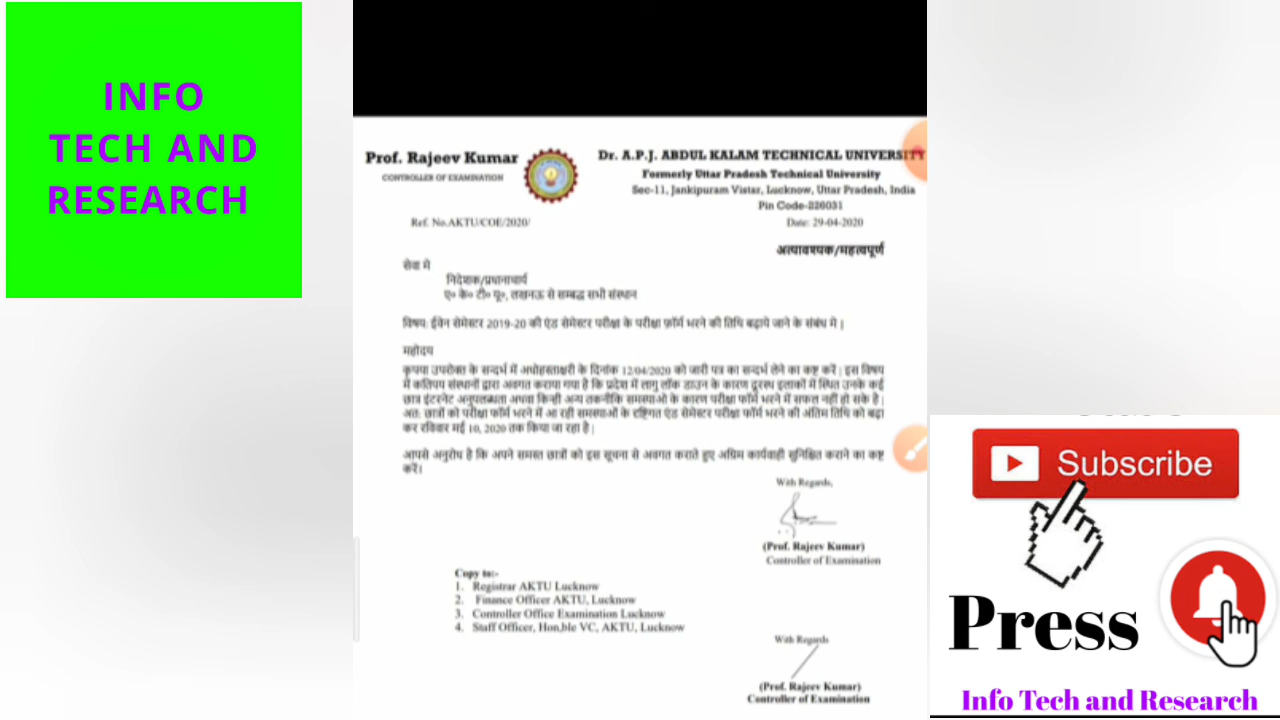 INFO
TECH AND
RESEARCH
Prof. Rajeev Kumar
CONTROLLER OF EXAMINATION
Dr. A.P.J. ABDUL KALAM TECHNICAL UNIVERSITY
Formerly Uttar Pradesh Technical University
Sec-11, Jankipuram Vistar, Lucknow, Uttar Pradesh, India
Pin Code-226031
Ref. No.AKTU/COE/2020/
Date: 29-04-2020
अत्यावश्यक/महत्वपूर्ण
सेवा में
निदेशक/प्रधानाचार्य
ए० के० टी० यू०, लखनऊ से सम्बद्ध सभी संस्थान
विषय: ईवेन सेमेस्टर 2019-20 की एंड सेमेस्टर परीक्षा के परीक्षा फ़ॉर्म भरने की तिथि बढ़ाये जाने के संबंध मे |
महोदय
कृपया उपरोक्त के सन्दर्भ में अधोहस्ताक्षरी के दिनांक 12/04/2020 को जारी पत्र का सन्दर्भ लेने का कष्ट करें | इस विषय
में कतिपय संस्थानों द्वारा अवगत कराया गया है कि प्रदेश में लागू लॉक डाउन के कारण दूरस्थ इलाकों में स्थित उनके कई
छात्र इंटरनेट अनुपलब्धता अथवा किन्ही अन्य तकनीकि समस्याओं के कारण परीक्षा फॉर्म भरने में सफल नहीं हो सके है |
अतः छात्रों को परीक्षा फॉर्म भरने में आ रही समस्याओं के दृष्टिगत एंड सेमेस्टर परीक्षा फॉर्म भरने की अंतिम तिथि को बढ़ा
कर रविवार मई 10, 2020 तक किया जा रहा है |
आपसे अनुरोध है कि अपने समस्त छात्रों को इस सूचना से अवगत कराते हुए अग्रिम कार्यवाही सुनिश्चित कराने का कष्ट
करें।
With Regards,
(Prof. Rajeev Kumar)
Controller of Examination
Copy to:-
1. Registrar AKTU Lucknow
2. Finance Officer AKTU, Lucknow
3. Controller Office Examination Lucknow
4. Staff Officer, Hon,ble VC, AKTU, Lucknow
With Regards
(Prof. Rajeev Kumar)
Controller of Examination
Subscribe
Press
Info Tech and Research